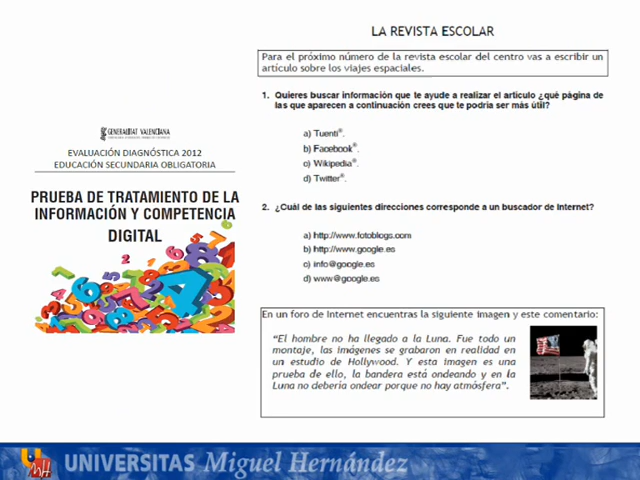 GENERALITAT VALENCIANA
EVALUACIÓN DIAGNÓSTICA 2012
EDUCACIÓN SECUNDARIA OBLIGATORIA
PRUEBA DE TRATAMIENTO DE LA
INFORMACIÓN Y COMPETENCIA
DIGITAL
LA REVISTA ESCOLAR
Para el próximo número de la revista escolar del centro vas a escribir un
artículo sobre los viajes espaciales.
1. Quieres buscar información que te ayude a realizar el artículo ¿qué página de
las que aparecen a continuación crees que te podría ser más útil?
a) Tuenti®.
b) Facebook®.
c) Wikipedia®.
d) Twitter®.
2. ¿Cuál de las siguientes direcciones corresponde a un buscador de Internet?
a) http://www.fotoblogs.com
b) http://www.google.es
c) info@google.es
d) www@google.es
En un foro de Internet encuentras la siguiente imagen y este comentario:
“El hombre no ha llegado a la Luna. Fue todo un
montaje, las imágenes se grabaron en realidad en
un estudio de Hollywood. Y esta imagen es una
prueba de ello, la bandera está ondeando y en la
Luna no debería ondear porque no hay atmósfera”.
UMH UNIVERSITAS Miguel Hernández